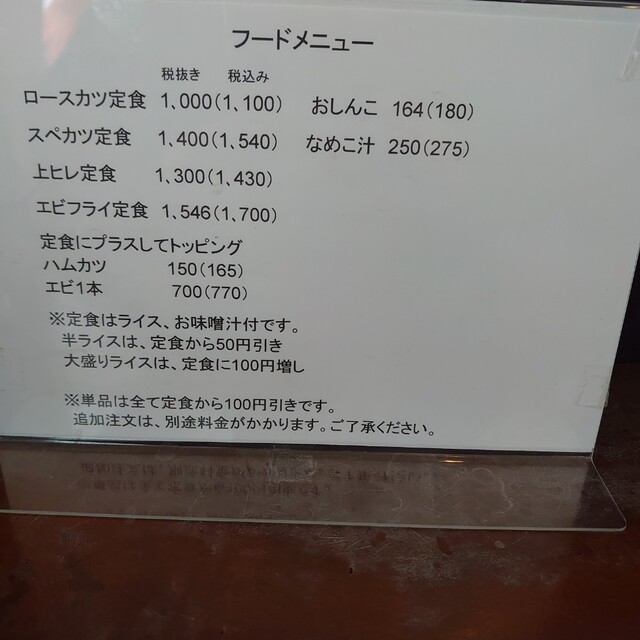 フードメニュー
税抜き 税込み
ロースカツ定食 1,000(1,100) おしんこ 164(180)
スペカツ定食 1,400(1,540) なめこ汁 250(275)
上ヒレ定食 1,300(1,430)
エビフライ定食 1,546(1,700)
定食にプラスしてトッピング
ハムカツ 150(165)
エビ1本 700(770)
※定食はライス、お味噌汁付です。
半ライスは、定食から50円引き
大盛りライスは、定食に100円増し
※単品は全て定食から100円引きです。
追加注文は、別途料金がかかります。ご了承ください。